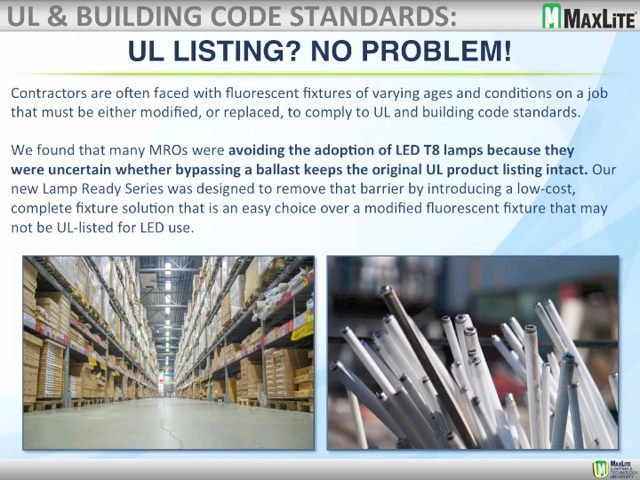 UL & BUILDING CODE STANDARDS:
MAXLITE®
UL LISTING? NO PROBLEM!
Contractors are often faced with fluorescent fixtures of varying ages and conditions on a job
that must be either modified, or replaced, to comply to UL and building code standards.
We found that many MROs were avoiding the adoption of LED T8 lamps because they
were uncertain whether bypassing a ballast keeps the original UL product listing intact. Our
new Lamp Ready Series was designed to remove that barrier by introducing a low-cost,
complete fixture solution that is an easy choice over a modified fluorescent fixture that may
not be UL-listed for LED use.
MAXLITE
LIGHTING &
TECHNOLOGY
UNIVERSITY